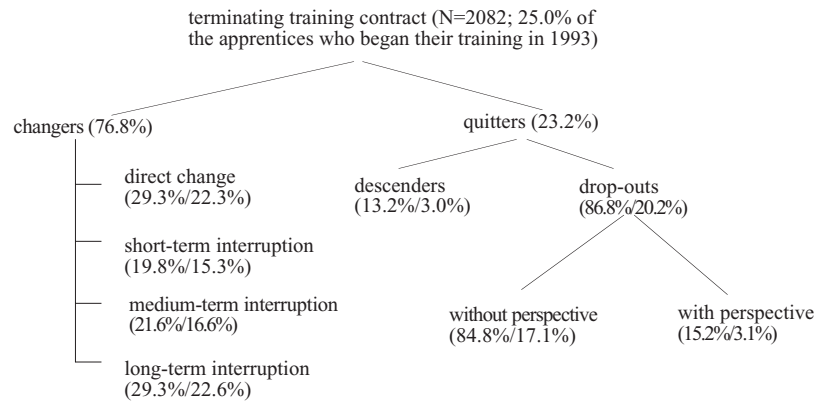 terminating training contract (N=2082; 25.0% of
the apprentices who began their training in 1993)
changers (76.8%)
quitters (23.2%)
direct change
(29.3%/22.3%)
short-term interruption
(19.8%/15.3%)
medium-term interruption
(21.6%/16.6%)
long-term interruption
(29.3%/22.6%)
descenders
(13.2%/3.0%)
drop-outs
(86.8%/20.2%)
without perspective
(84.8%/17.1%)
with perspective
(15.2%/3.1%)